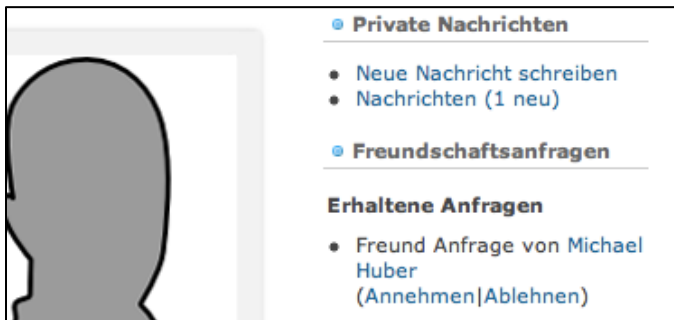 Private Nachrichten
Neue Nachricht schreiben
Nachrichten (1 neu)
Freundschaftsanfragen
Erhaltene Anfragen
Freund Anfrage von Michael
Huber
(Annehmen|Ablehnen)